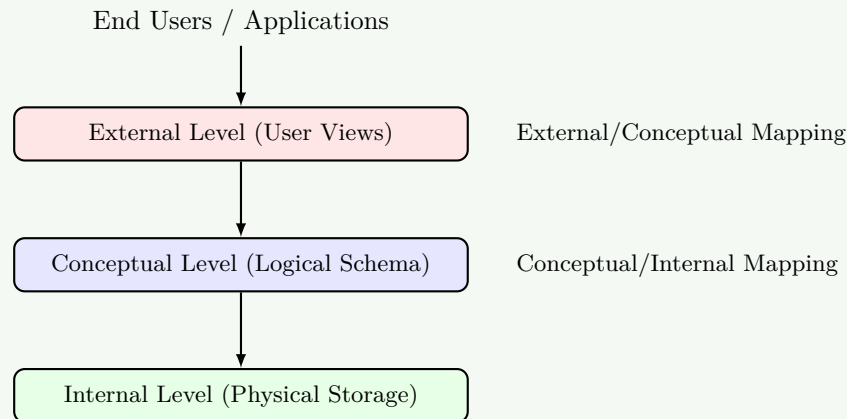 End Users / Applications
External Level (User Views)
External/Conceptual Mapping
Conceptual Level (Logical Schema)
Conceptual/Internal Mapping
Internal Level (Physical Storage)